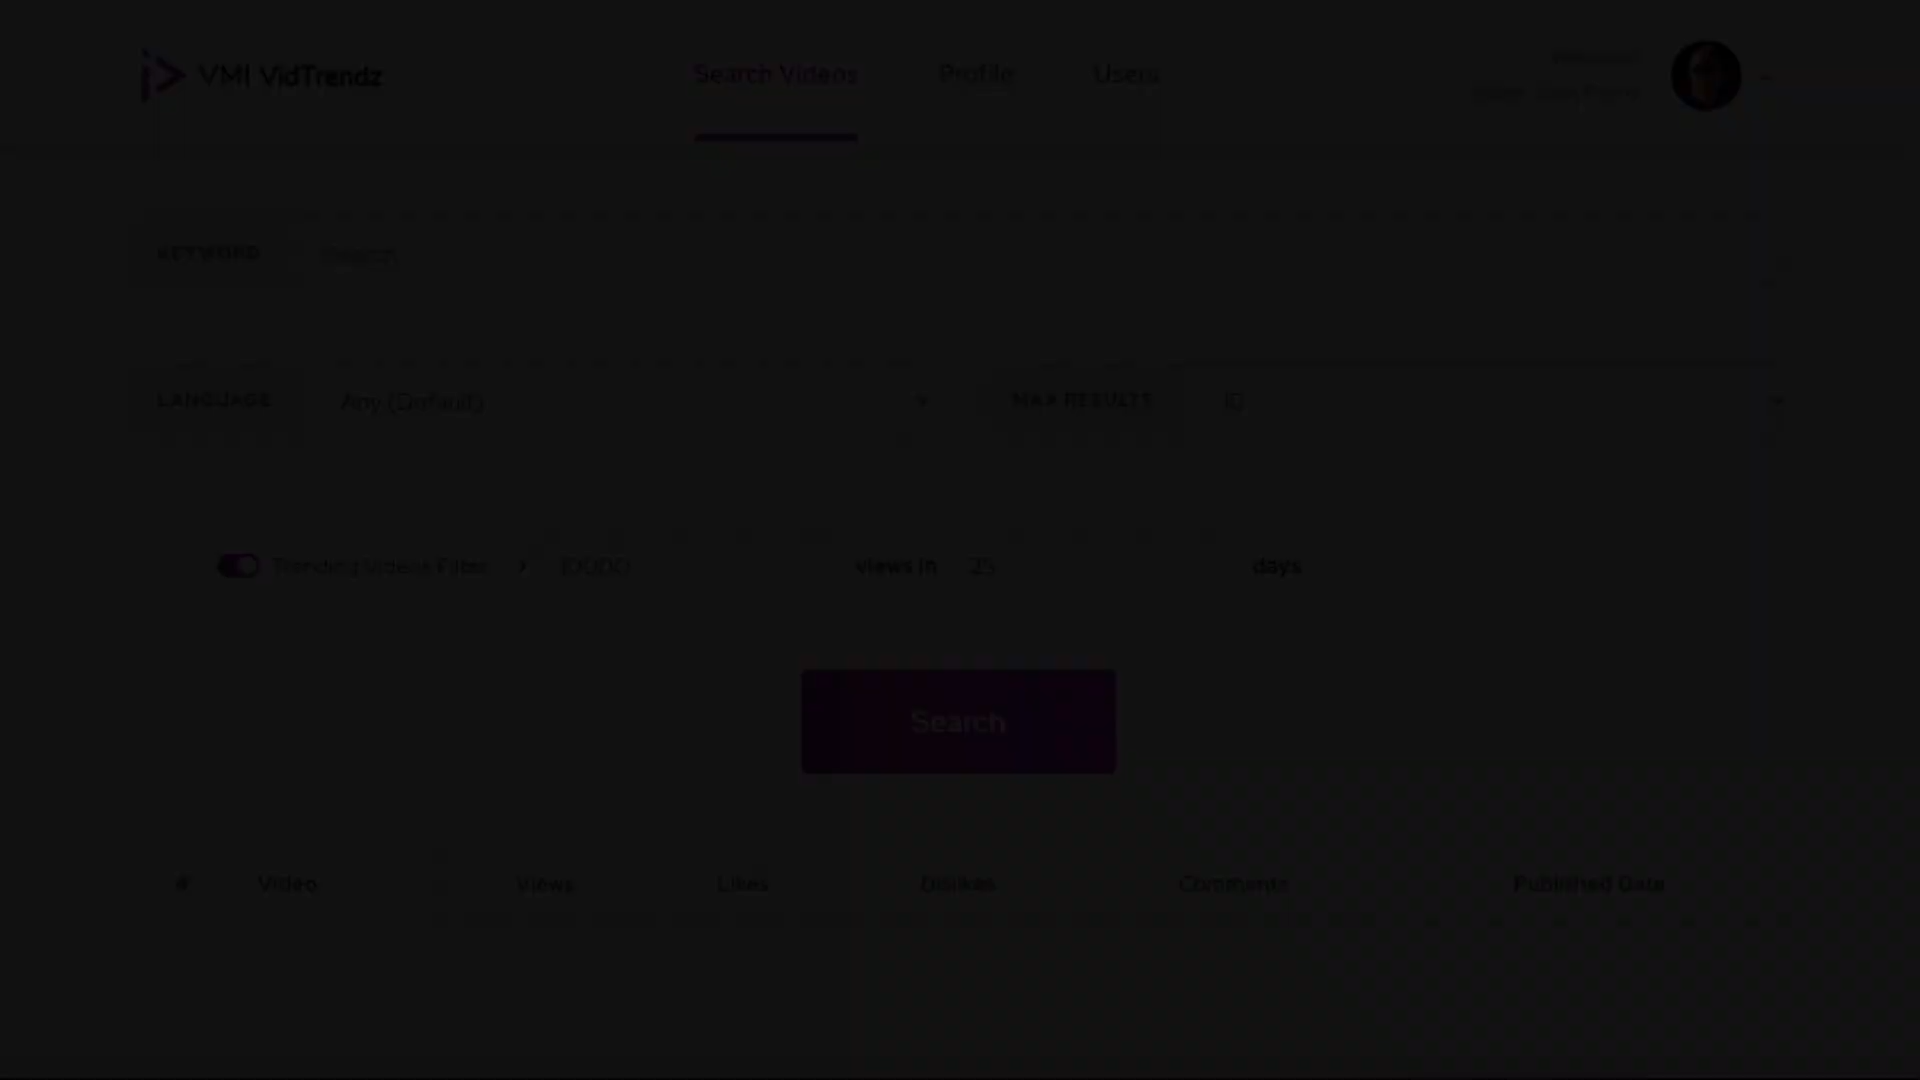 VMI VidTrendz
Search Videos
Profile
Users
KEYWORD
Search
LANGUAGE
Any (Default)
MAX RESULTS
10
Trending Videos Filter
10000
views in
25
days
Search
#
Video
Views
Likes
Dislikes
Comments
Published Date